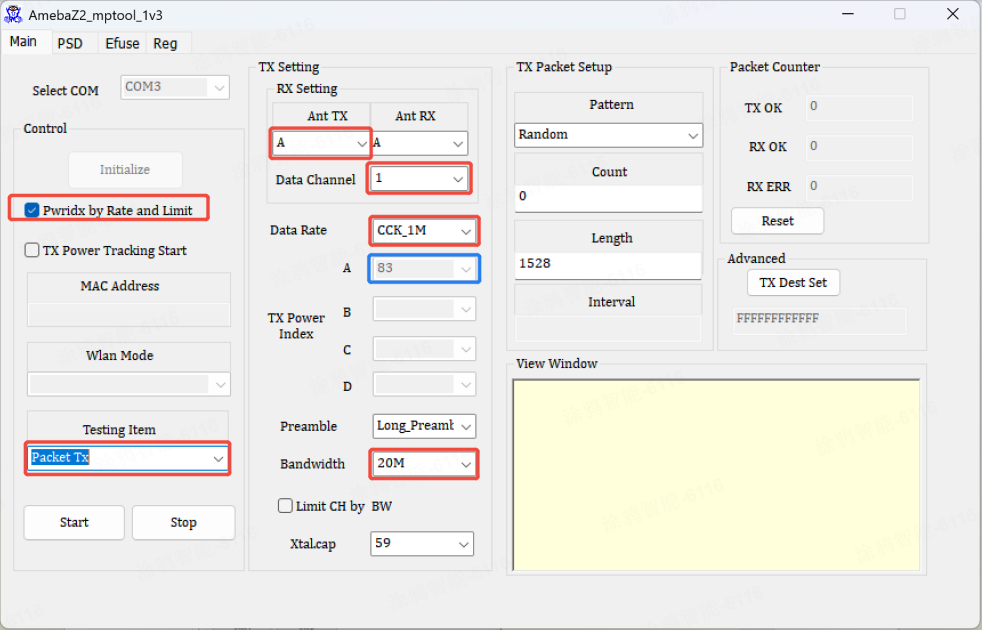 AmebaZ2_mptool_1v3
Main PSD Efuse Reg
Select COM COM3
Control
Initialize
Pwridx by Rate and Limit
TX Power Tracking Start
MAC Address
Wlan Mode
Testing Item
Packet Tx
Start Stop
TX Setting
RX Setting
Ant TX Ant RX
A A
Data Channel 1
Data Rate CCK_1M
A 83
TX Power Index
B
C
D
Preamble Long_Preamb
Bandwidth 20M
Limit CH by BW
Xtal.cap 59
TX Packet Setup
Pattern
Random
Count
0
Length
1528
Interval
Packet Counter
TX OK 0
RX OK 0
RX ERR 0
Reset
Advanced
TX Dest Set
FFFFFFFFFFFF
View Window